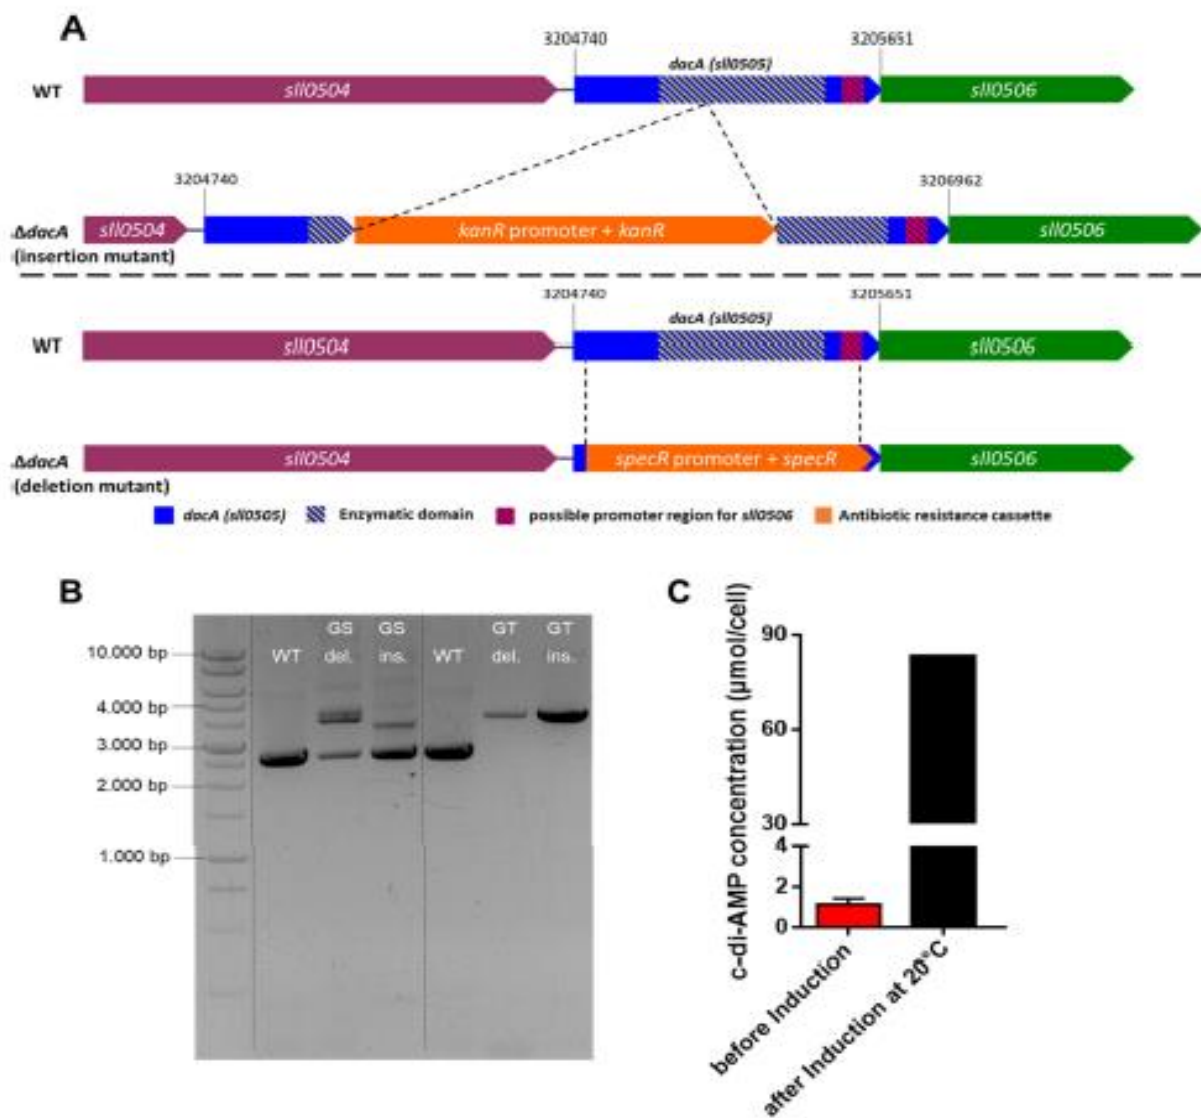 A
3204740
3205651
dacA (sll0505)
WT
sll0504
sll0506
3204740
3206962
ΔdacA
(insertion mutant)
sll0504
kanR promoter + kanR
sll0506
3204740
3205651
dacA (sll0505)
WT
sll0504
sll0506
ΔdacA
(deletion mutant)
sll0504
specR promoter + specR
sll0506
dacA (sll0505)
Enzymatic domain
possible promoter region for sll0506
Antibiotic resistance cassette
B
WT
GS
del.
GS
ins.
WT
GT
del.
GT
ins.
10.000 bp
4.000 bp
3.000 bp
2.000 bp
1.000 bp
C
c-di-AMP concentration (µmol/cell)
90
60
30
4
2
0
before Induction
after Induction at 20°C